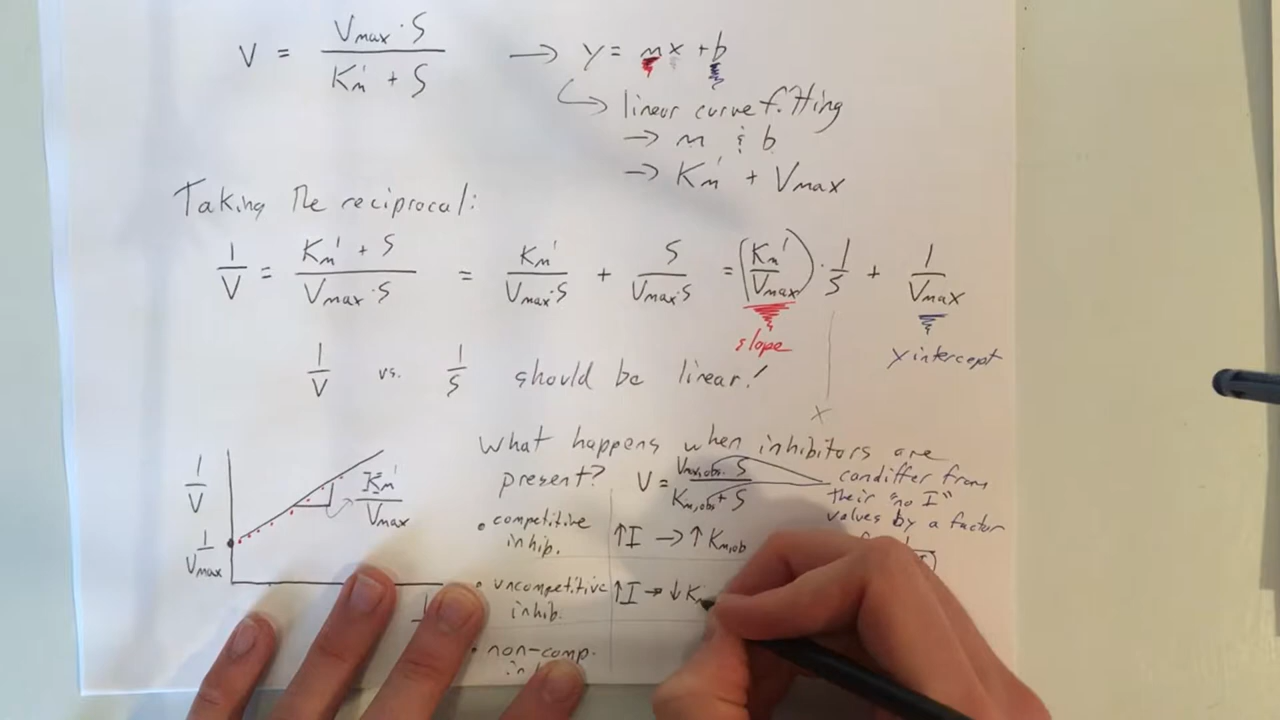 V = Vmax · S / Km' + S → y = mx + b
↳ linear curve fitting
→ m & b
→ Km' + Vmax
Taking the reciprocal:
1/V = Km' + S / Vmax·S = Km' / Vmax·S + S / Vmax·S = (Km' / Vmax) · 1/S + 1/Vmax
slope
y intercept
1/V vs. 1/S should be linear!
x
What happens when inhibitors are
present? V = Vmax,obs · S / Km,obs + S
can differ from
their "no I"
values by a factor
1/V
1/Vmax
Km' / Vmax
• competitive
inhib.
↑I → ↑ Km,ob
• uncompetitive
inhib.
↑I → ↓ Km
• non-comp.